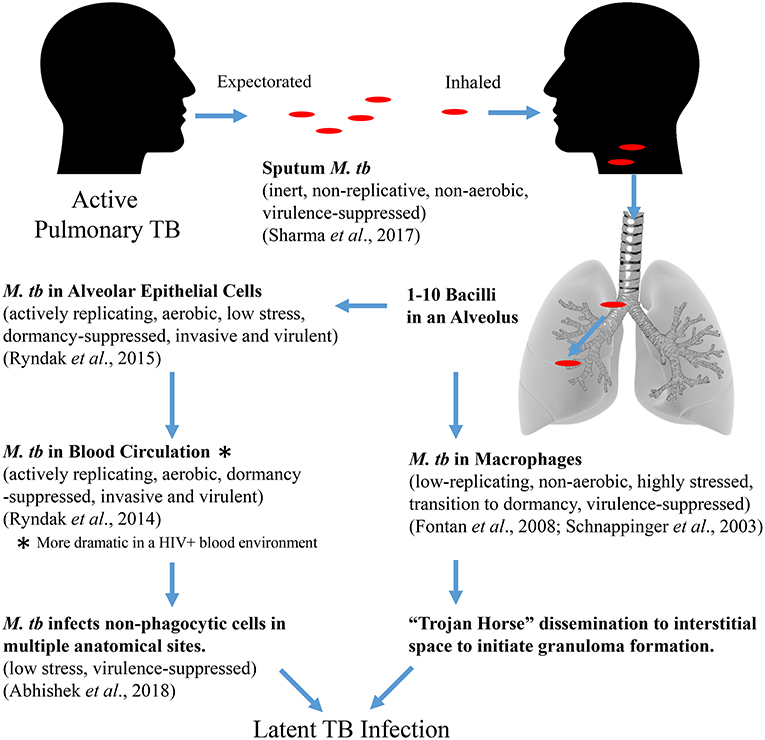 Expectorated
Inhaled
Sputum M. tb
(inert, non-replicative, non-aerobic,
virulence-suppressed)
(Sharma et al., 2017)
Active
Pulmonary TB
M. tb in Alveolar Epithelial Cells
(actively replicating, aerobic, low stress,
dormancy-suppressed, invasive and virulent)
(Ryndak et al., 2015)
1-10 Bacilli
in an Alveolus
M. tb in Blood Circulation *
(actively replicating, aerobic, dormancy
-suppressed, invasive and virulent)
(Ryndak et al., 2014)
* More dramatic in a HIV+ blood environment
M. tb in Macrophages
(low-replicating, non-aerobic, highly stressed,
transition to dormancy, virulence-suppressed)
(Fontan et al., 2008; Schnappinger et al., 2003)
M. tb infects non-phagocytic cells in
multiple anatomical sites.
(low stress, virulence-suppressed)
(Abhishek et al., 2018)
“Trojan Horse” dissemination to interstitial
space to initiate granuloma formation.
Latent TB Infection